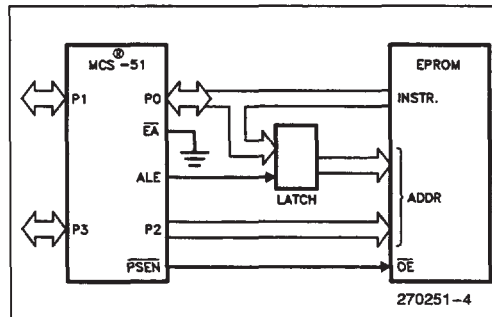 MCS®-51
EPROM
P1
P0
INSTR.
EA
ALE
LATCH
ADDR
P3
P2
PSEN
OE
270251-4